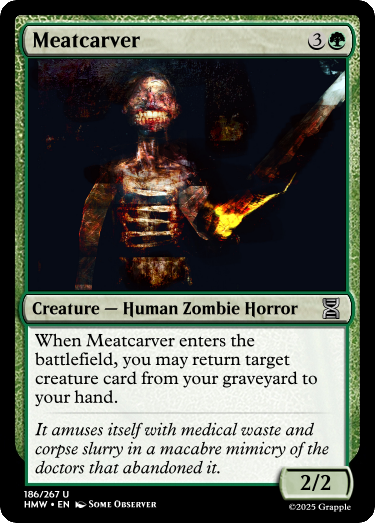 Meatcarver 3
Creature — Human Zombie Horror
When Meatcarver enters the
battlefield, you may return target
creature card from your graveyard to
your hand.
It amuses itself with medical waste and
corpse slurry in a macabre mimicry of the
doctors that abandoned it.
2/2
186/267 U
HMW • EN Some Observer
©2025 Grapple